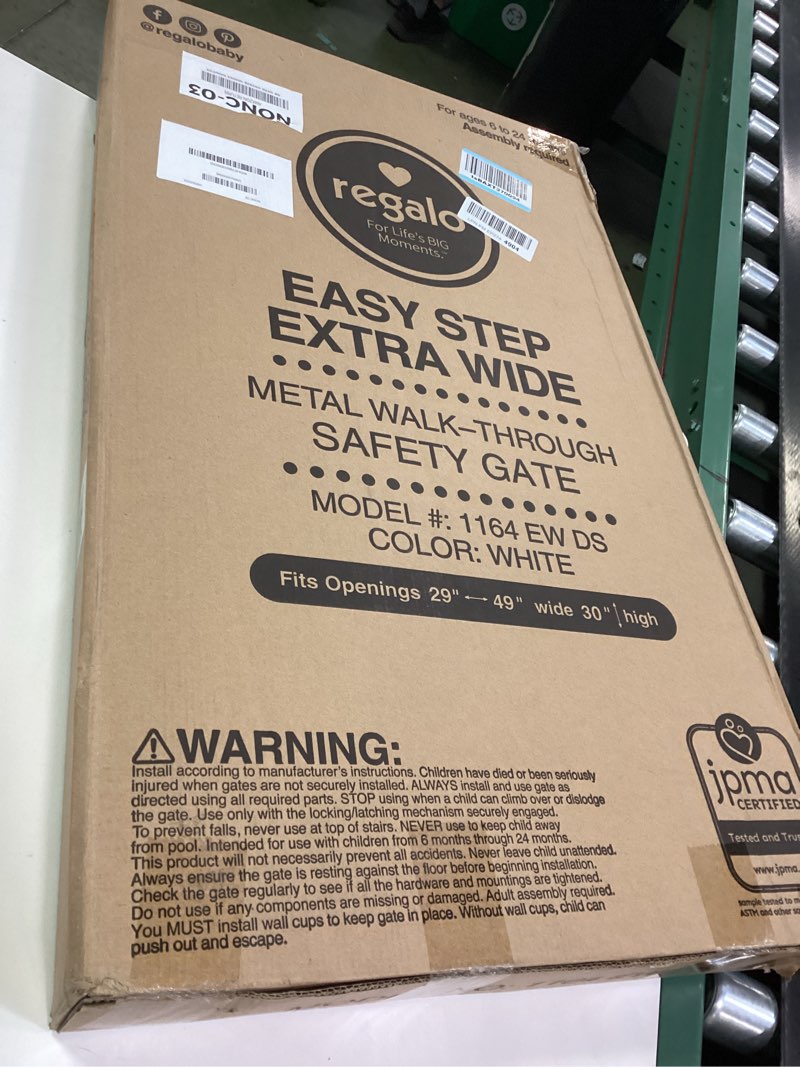 @regalobaby
NONC-03
For ages 6 to 24
Assembly required
regalo
For Life's BIG
Moments.™
4004
EASY STEP
EXTRA WIDE
METAL WALK-THROUGH
SAFETY GATE
MODEL #: 1164 EW DS
COLOR: WHITE
Fits Openings 29" ↔ 49" wide 30" ↕ high
WARNING:
Install according to manufacturer's instructions. Children have died or been seriously
injured when gates are not securely installed. ALWAYS install and use gate as
directed using all required parts. STOP using when a child can climb over or dislodge
the gate. Use only with the locking/latching mechanism securely engaged.
To prevent falls, never use at top of stairs. NEVER use to keep child away
from pool. Intended for use with children from 6 months through 24 months.
This product will not necessarily prevent all accidents. Never leave child unattended.
Always ensure the gate is resting against the floor before beginning installation.
Check the gate regularly to see if all the hardware and mountings are tightened.
Do not use if any components are missing or damaged. Adult assembly required.
You MUST install wall cups to keep gate in place. Without wall cups, child can
push out and escape.
jpma
CERTIFIED
Tested and
www.jpma.
sample tested to
ASTM and other